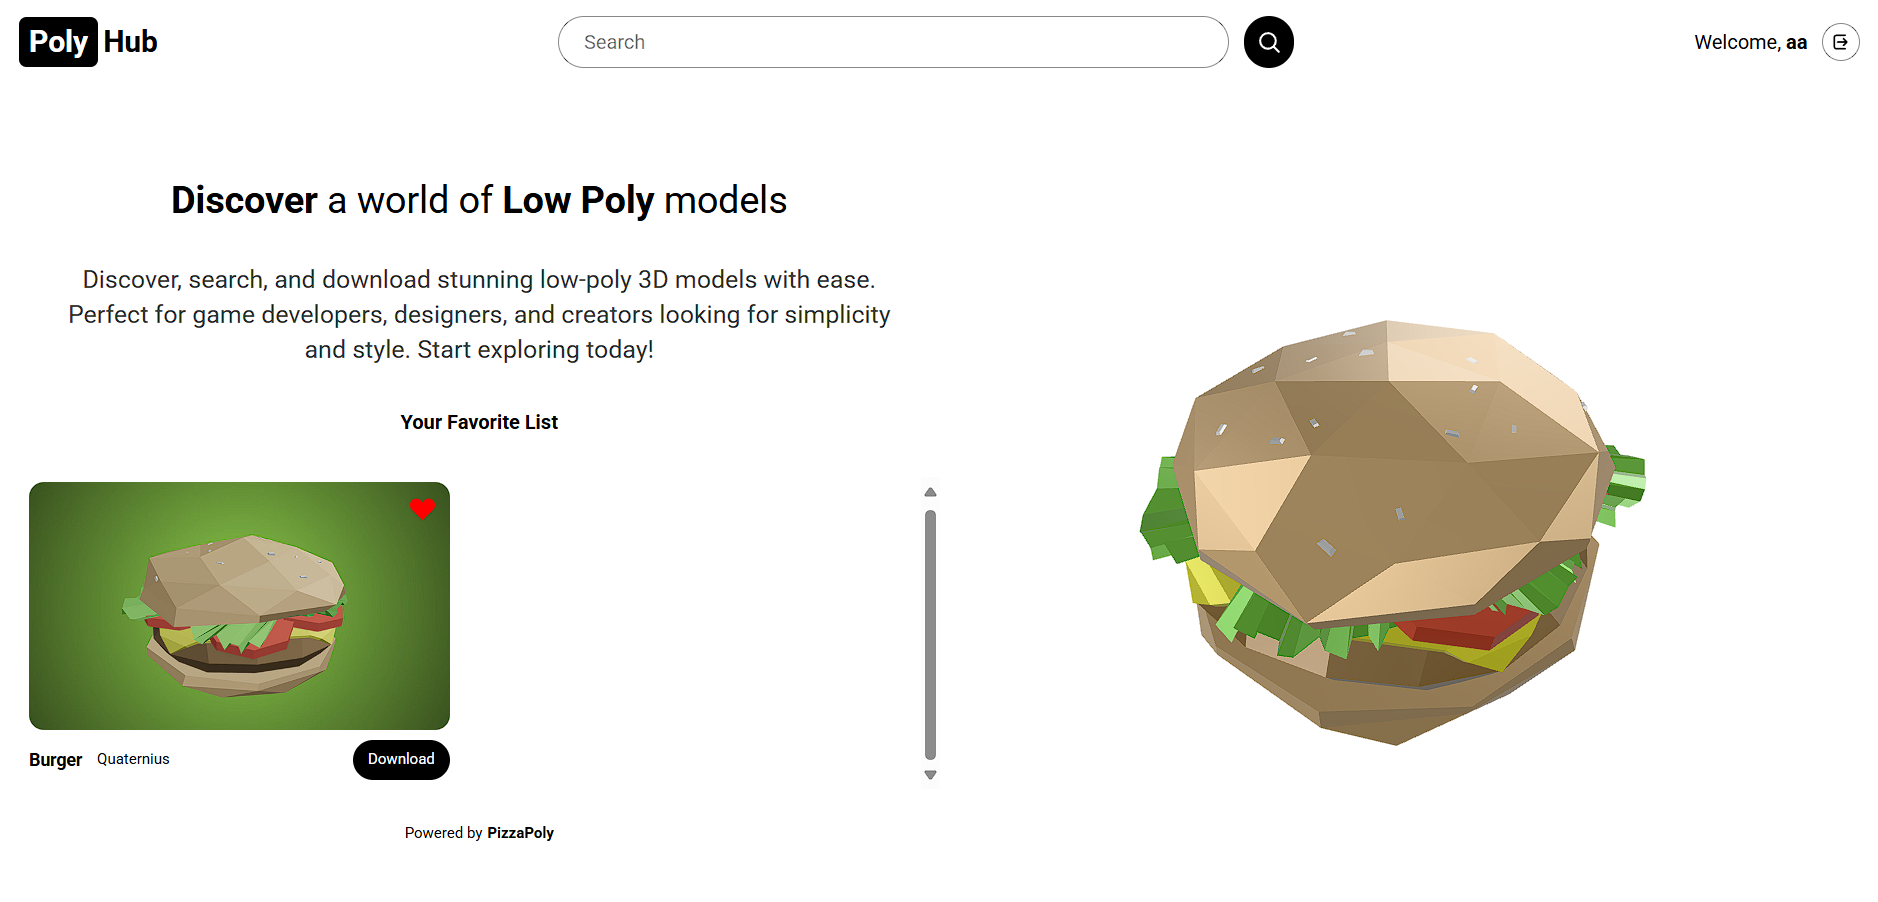 Poly Hub
Search
Welcome, aa
Discover a world of Low Poly models
Discover, search, and download stunning low-poly 3D models with ease.
Perfect for game developers, designers, and creators looking for simplicity
and style. Start exploring today!
Your Favorite List
Burger Quaternius
Download
Powered by PizzaPoly